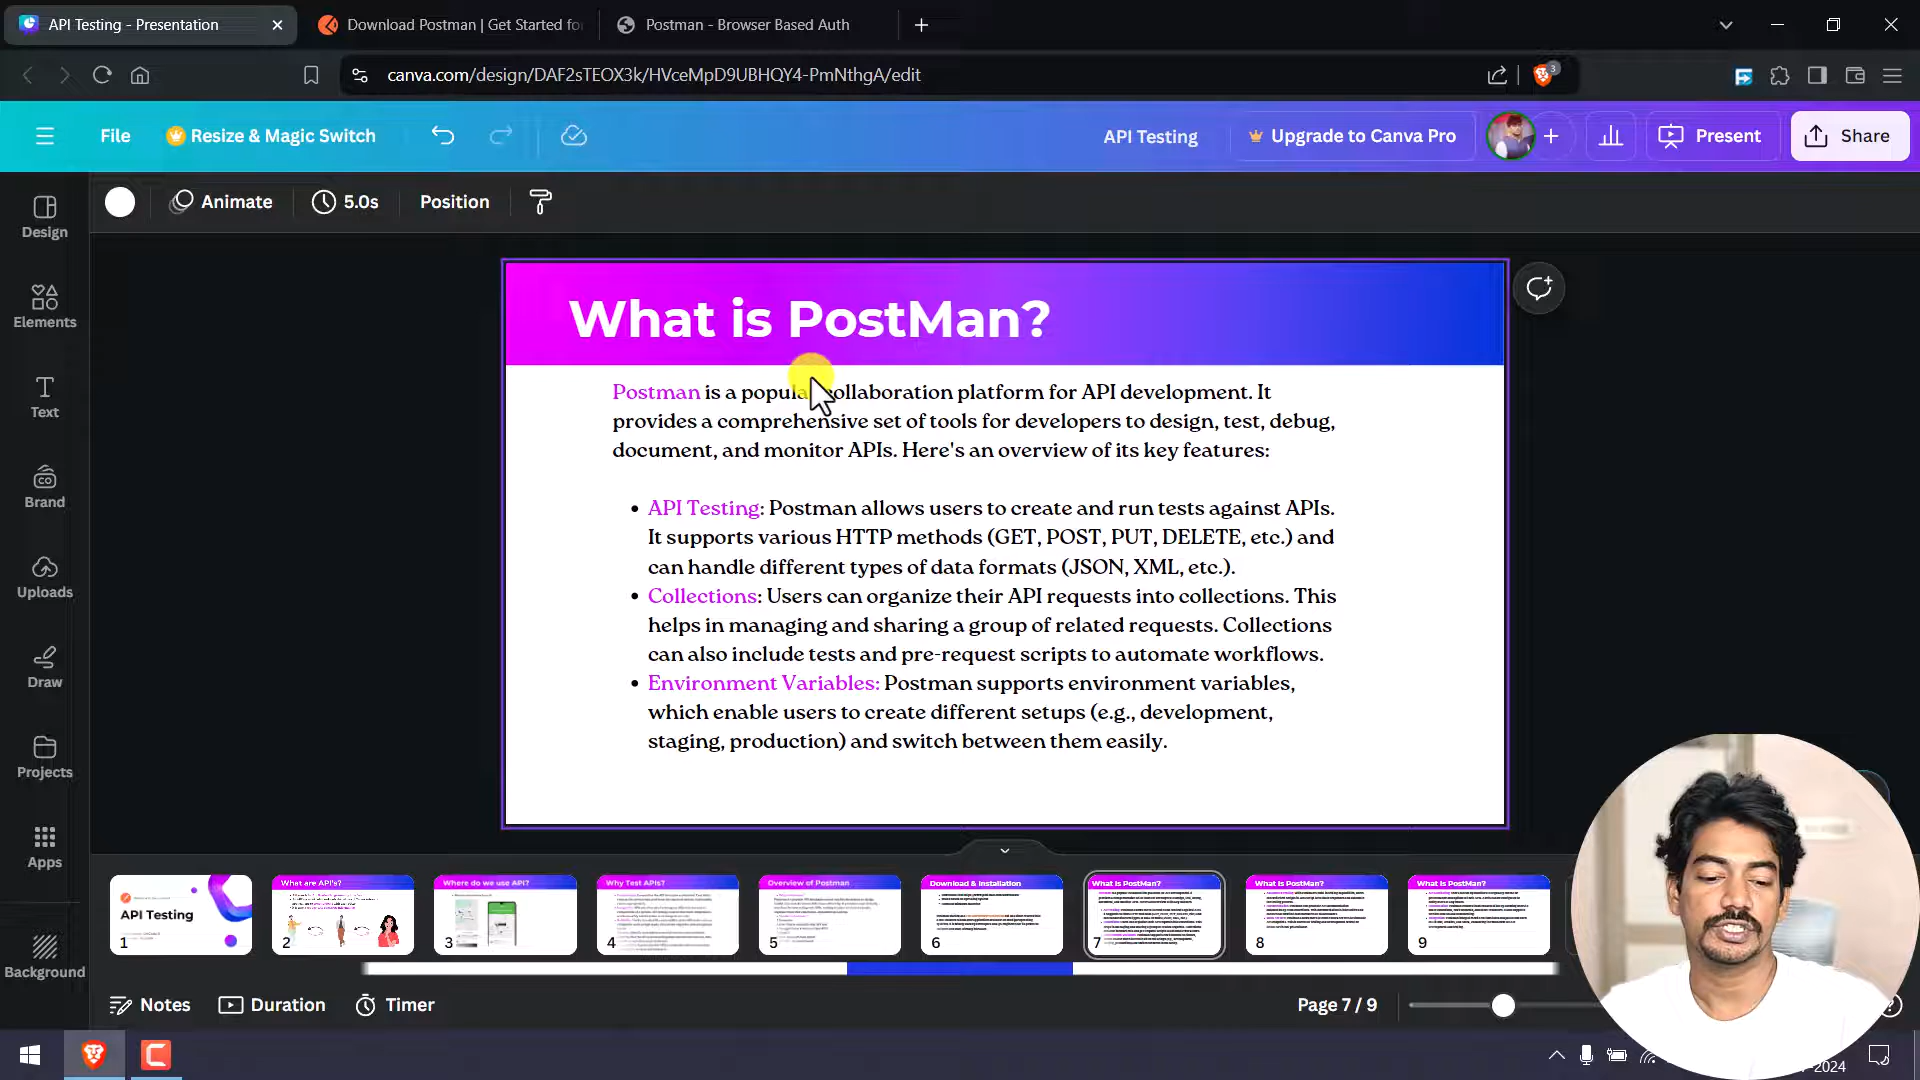 API Testing - Presentation
Download Postman | Get Started for
Postman - Browser Based Auth
canva.com/design/DAF2sTEOX3k/HVceMpD9UBHQY4-PmNthgA/edit
3
File
Resize & Magic Switch
API Testing
Upgrade to Canva Pro
Present
Share
Animate
5.0s
Position
Design
Elements
Text
Brand
Uploads
Draw
Projects
Apps
Background
What is PostMan?
Postman is a popular collaboration platform for API development. It
provides a comprehensive set of tools for developers to design, test, debug,
document, and monitor APIs. Here's an overview of its key features:
• API Testing: Postman allows users to create and run tests against APIs.
It supports various HTTP methods (GET, POST, PUT, DELETE, etc.) and
can handle different types of data formats (JSON, XML, etc.).
• Collections: Users can organize their API requests into collections. This
helps in managing and sharing a group of related requests. Collections
can also include tests and pre-request scripts to automate workflows.
• Environment Variables: Postman supports environment variables,
which enable users to create different setups (e.g., development,
staging, production) and switch between them easily.
API Testing
1
What are API's?
2
Where do we use API?
3
Why Test APIs?
4
Overview of Postman
5
Download & Installation
6
What is PostMan?
7
What is PostMan?
8
What is PostMan?
9
Notes
Duration
Timer
Page 7 / 9
2024